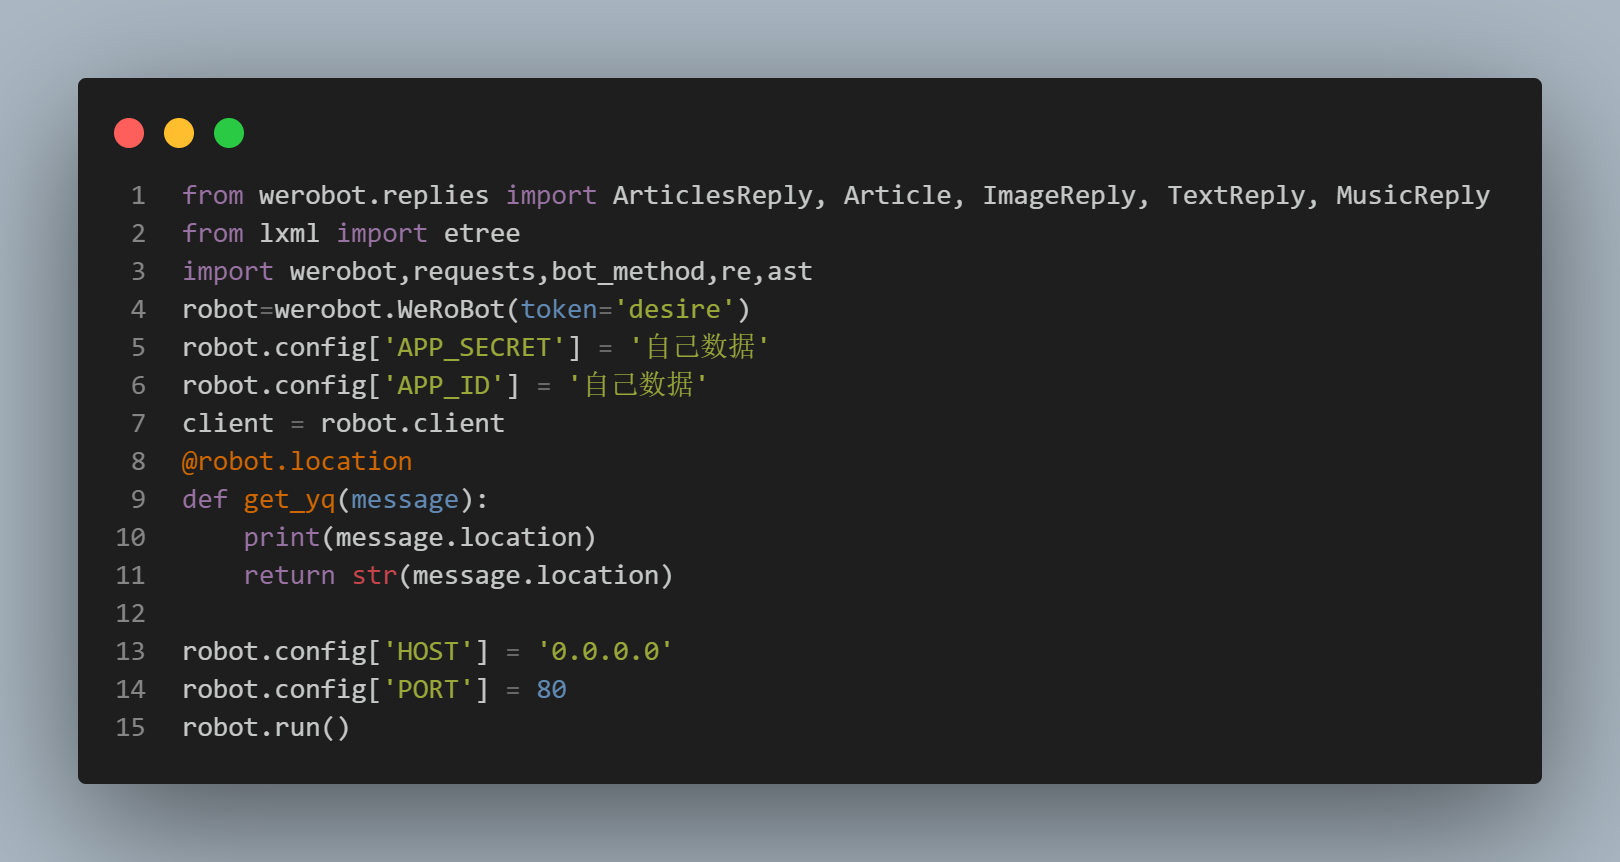 1 from werobot.replies import ArticlesReply, Article, ImageReply, TextReply, MusicReply
2 from lxml import etree
3 import werobot,requests,bot_method,re,ast
4 robot=werobot.WeRoBot(token='desire')
5 robot.config['APP_SECRET'] = '自己数据'
6 robot.config['APP_ID'] = '自己数据'
7 client = robot.client
8 @robot.location
9 def get_yq(message):
10     print(message.location)
11     return str(message.location)
12
13 robot.config['HOST'] = '0.0.0.0'
14 robot.config['PORT'] = 80
15 robot.run()